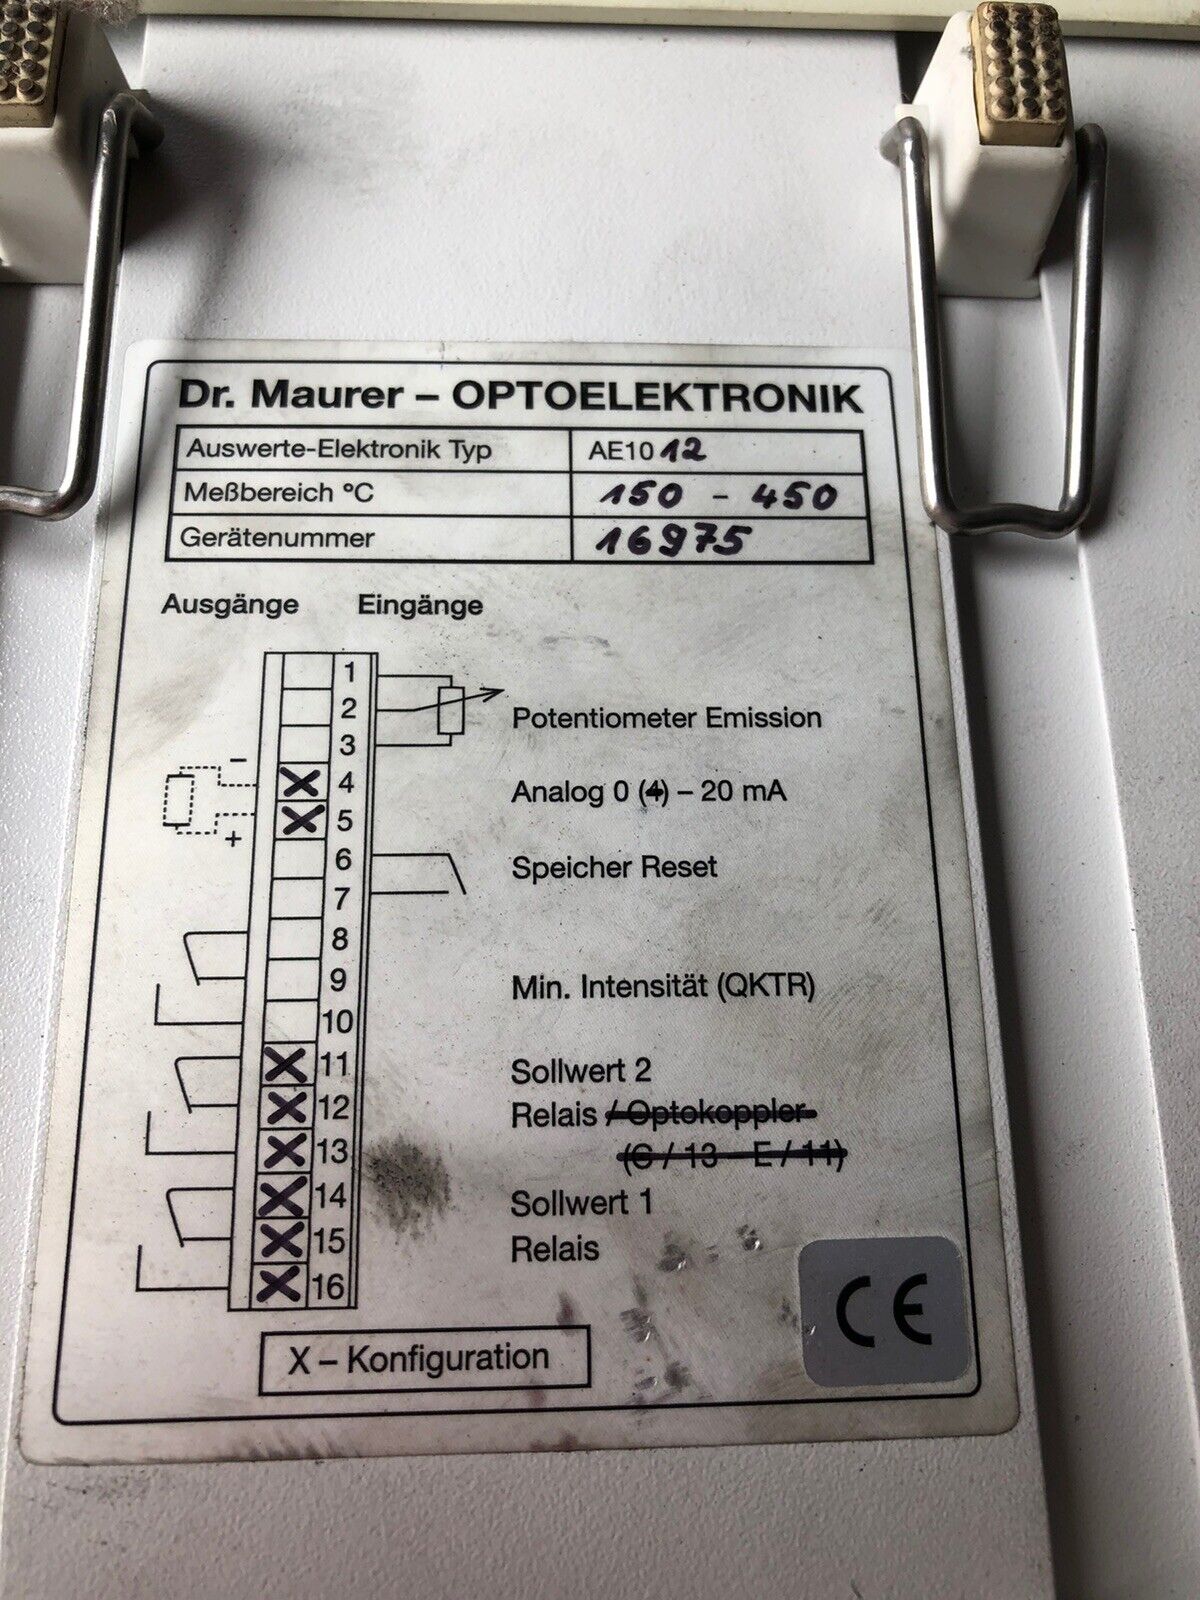 Dr. Maurer – OPTOELEKTRONIK
Auswerte-Elektronik Typ AE1012
Meßbereich °C 150 - 450
Gerätenummer 16975
Ausgänge Eingänge
1
2
Potentiometer Emission
3
– X 4
Analog 0 (4) – 20 mA
+ X 5
6
Speicher Reset
7
8
9
Min. Intensität (QKTR)
10
X 11
Sollwert 2
X 12
Relais / Optokoppler
X 13
(C / 13 – E / 11)
X 14
Sollwert 1
X 15
Relais
X 16
CE
X – Konfiguration